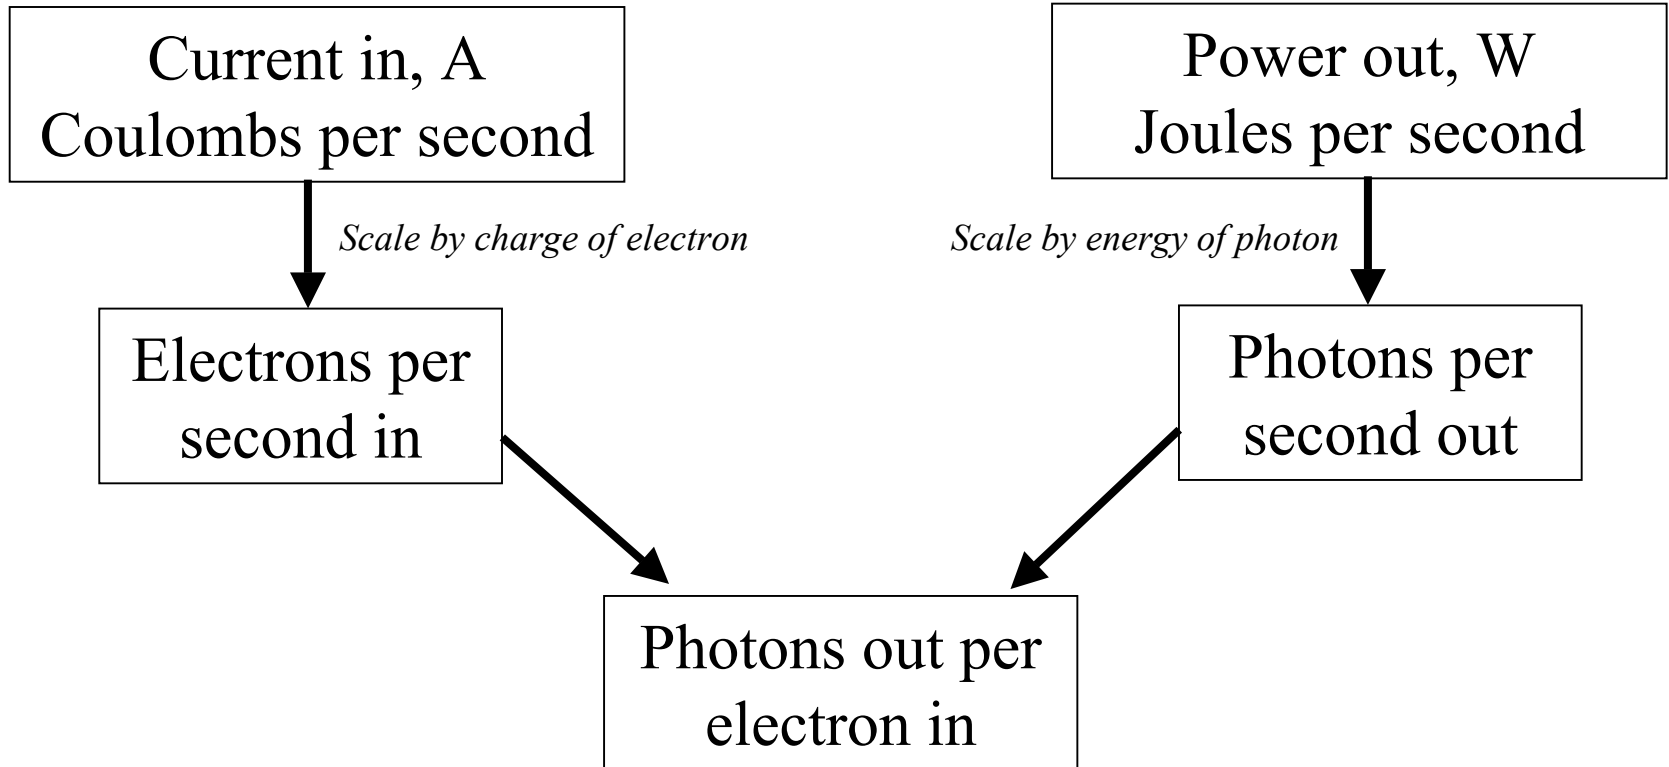 Current in, A
Coulombs per second
Power out, W
Joules per second
Scale by charge of electron
Scale by energy of photon
Electrons per
second in
Photons per
second out
Photons out per
electron in